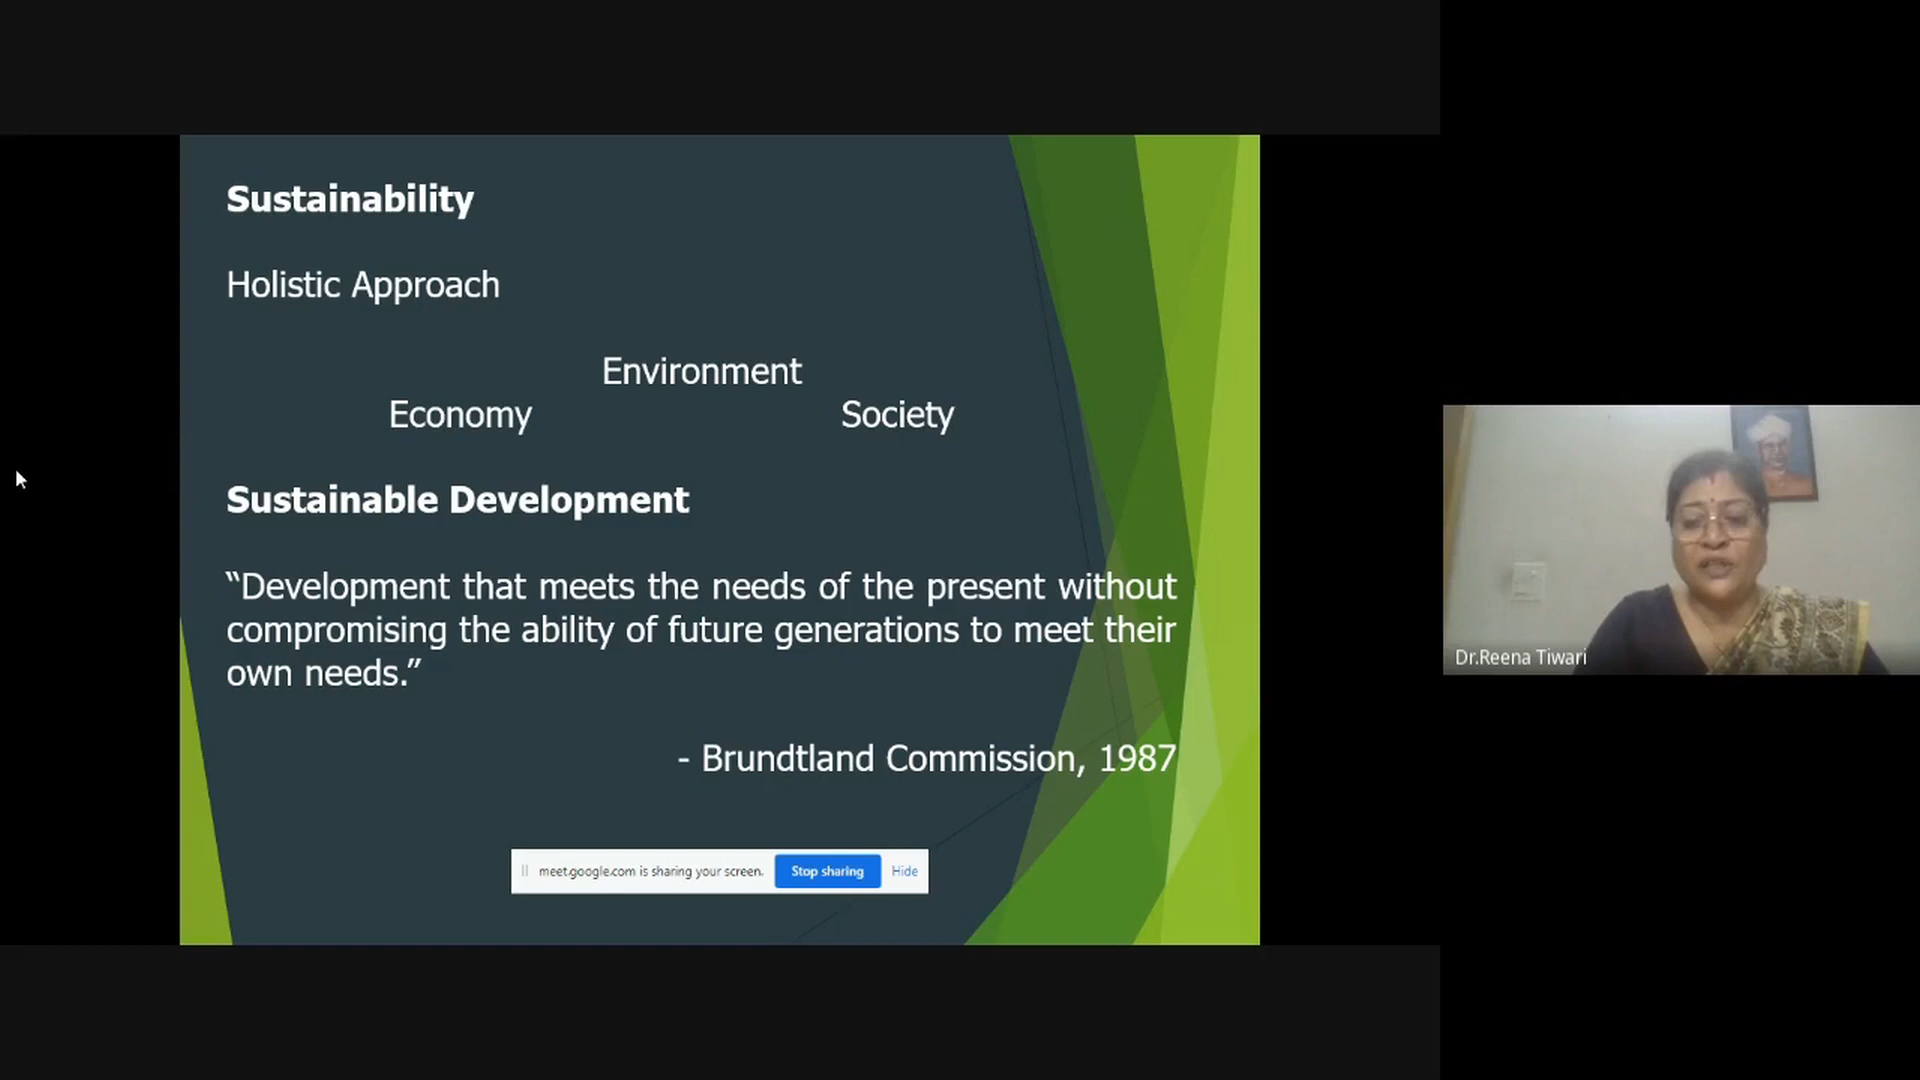 Sustainability
Holistic Approach
Environment
Economy Society
Sustainable Development
“Development that meets the needs of the present without
compromising the ability of future generations to meet their
own needs.”
- Brundtland Commission, 1987
meet.google.com is sharing your screen. Stop sharing Hide
Dr.Reena Tiwari